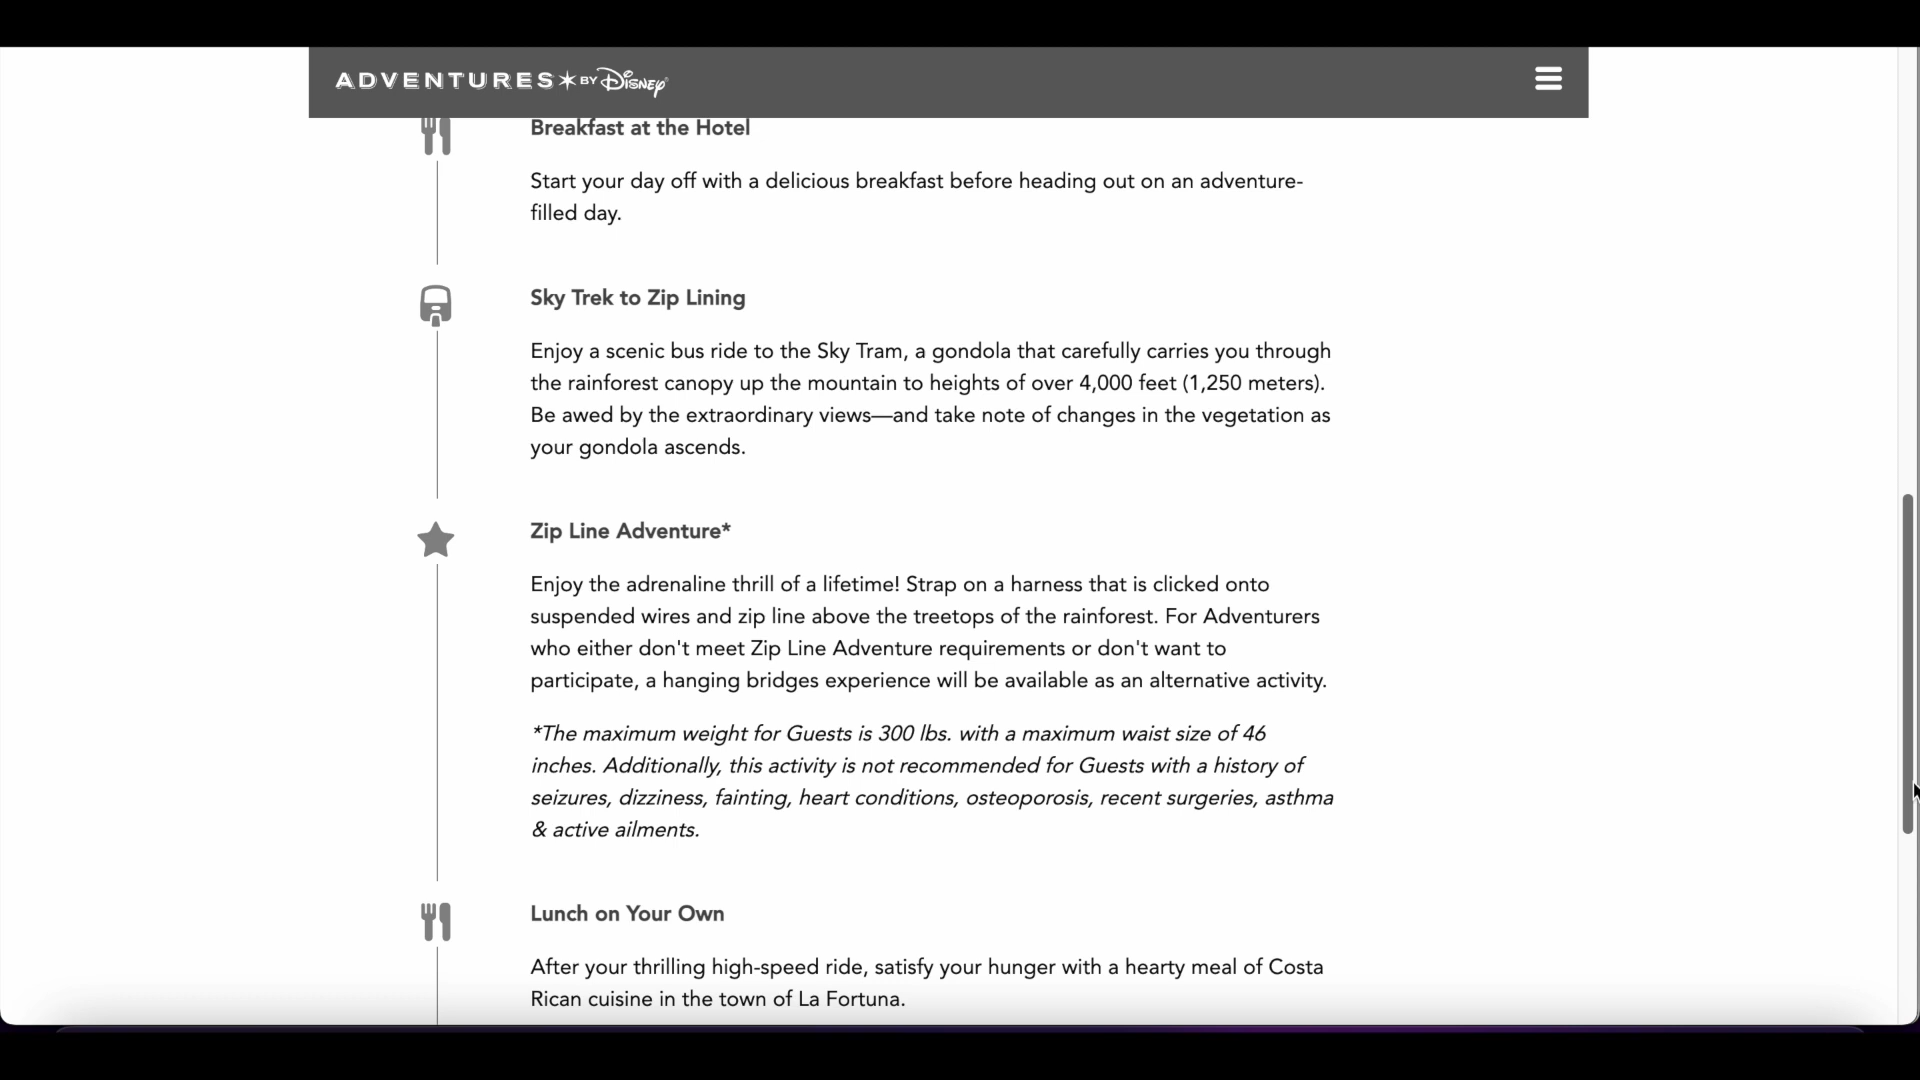 ADVENTURES BY Disney
Breakfast at the Hotel
Start your day off with a delicious breakfast before heading out on an adventure-
filled day.
Sky Trek to Zip Lining
Enjoy a scenic bus ride to the Sky Tram, a gondola that carefully carries you through
the rainforest canopy up the mountain to heights of over 4,000 feet (1,250 meters).
Be awed by the extraordinary views—and take note of changes in the vegetation as
your gondola ascends.
Zip Line Adventure*
Enjoy the adrenaline thrill of a lifetime! Strap on a harness that is clicked onto
suspended wires and zip line above the treetops of the rainforest. For Adventurers
who either don't meet Zip Line Adventure requirements or don't want to
participate, a hanging bridges experience will be available as an alternative activity.
*The maximum weight for Guests is 300 lbs. with a maximum waist size of 46
inches. Additionally, this activity is not recommended for Guests with a history of
seizures, dizziness, fainting, heart conditions, osteoporosis, recent surgeries, asthma
& active ailments.
Lunch on Your Own
After your thrilling high-speed ride, satisfy your hunger with a hearty meal of Costa
Rican cuisine in the town of La Fortuna.